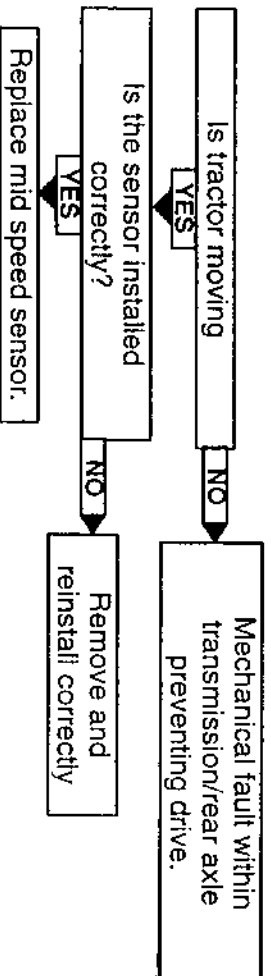 Is tractor moving
NO
Mechanical fault within
transmission/rear axle
preventing drive.
YES
Is the sensor installed
correctly?
NO
Remove and
reinstall correctly
YES
Replace mid speed sensor.